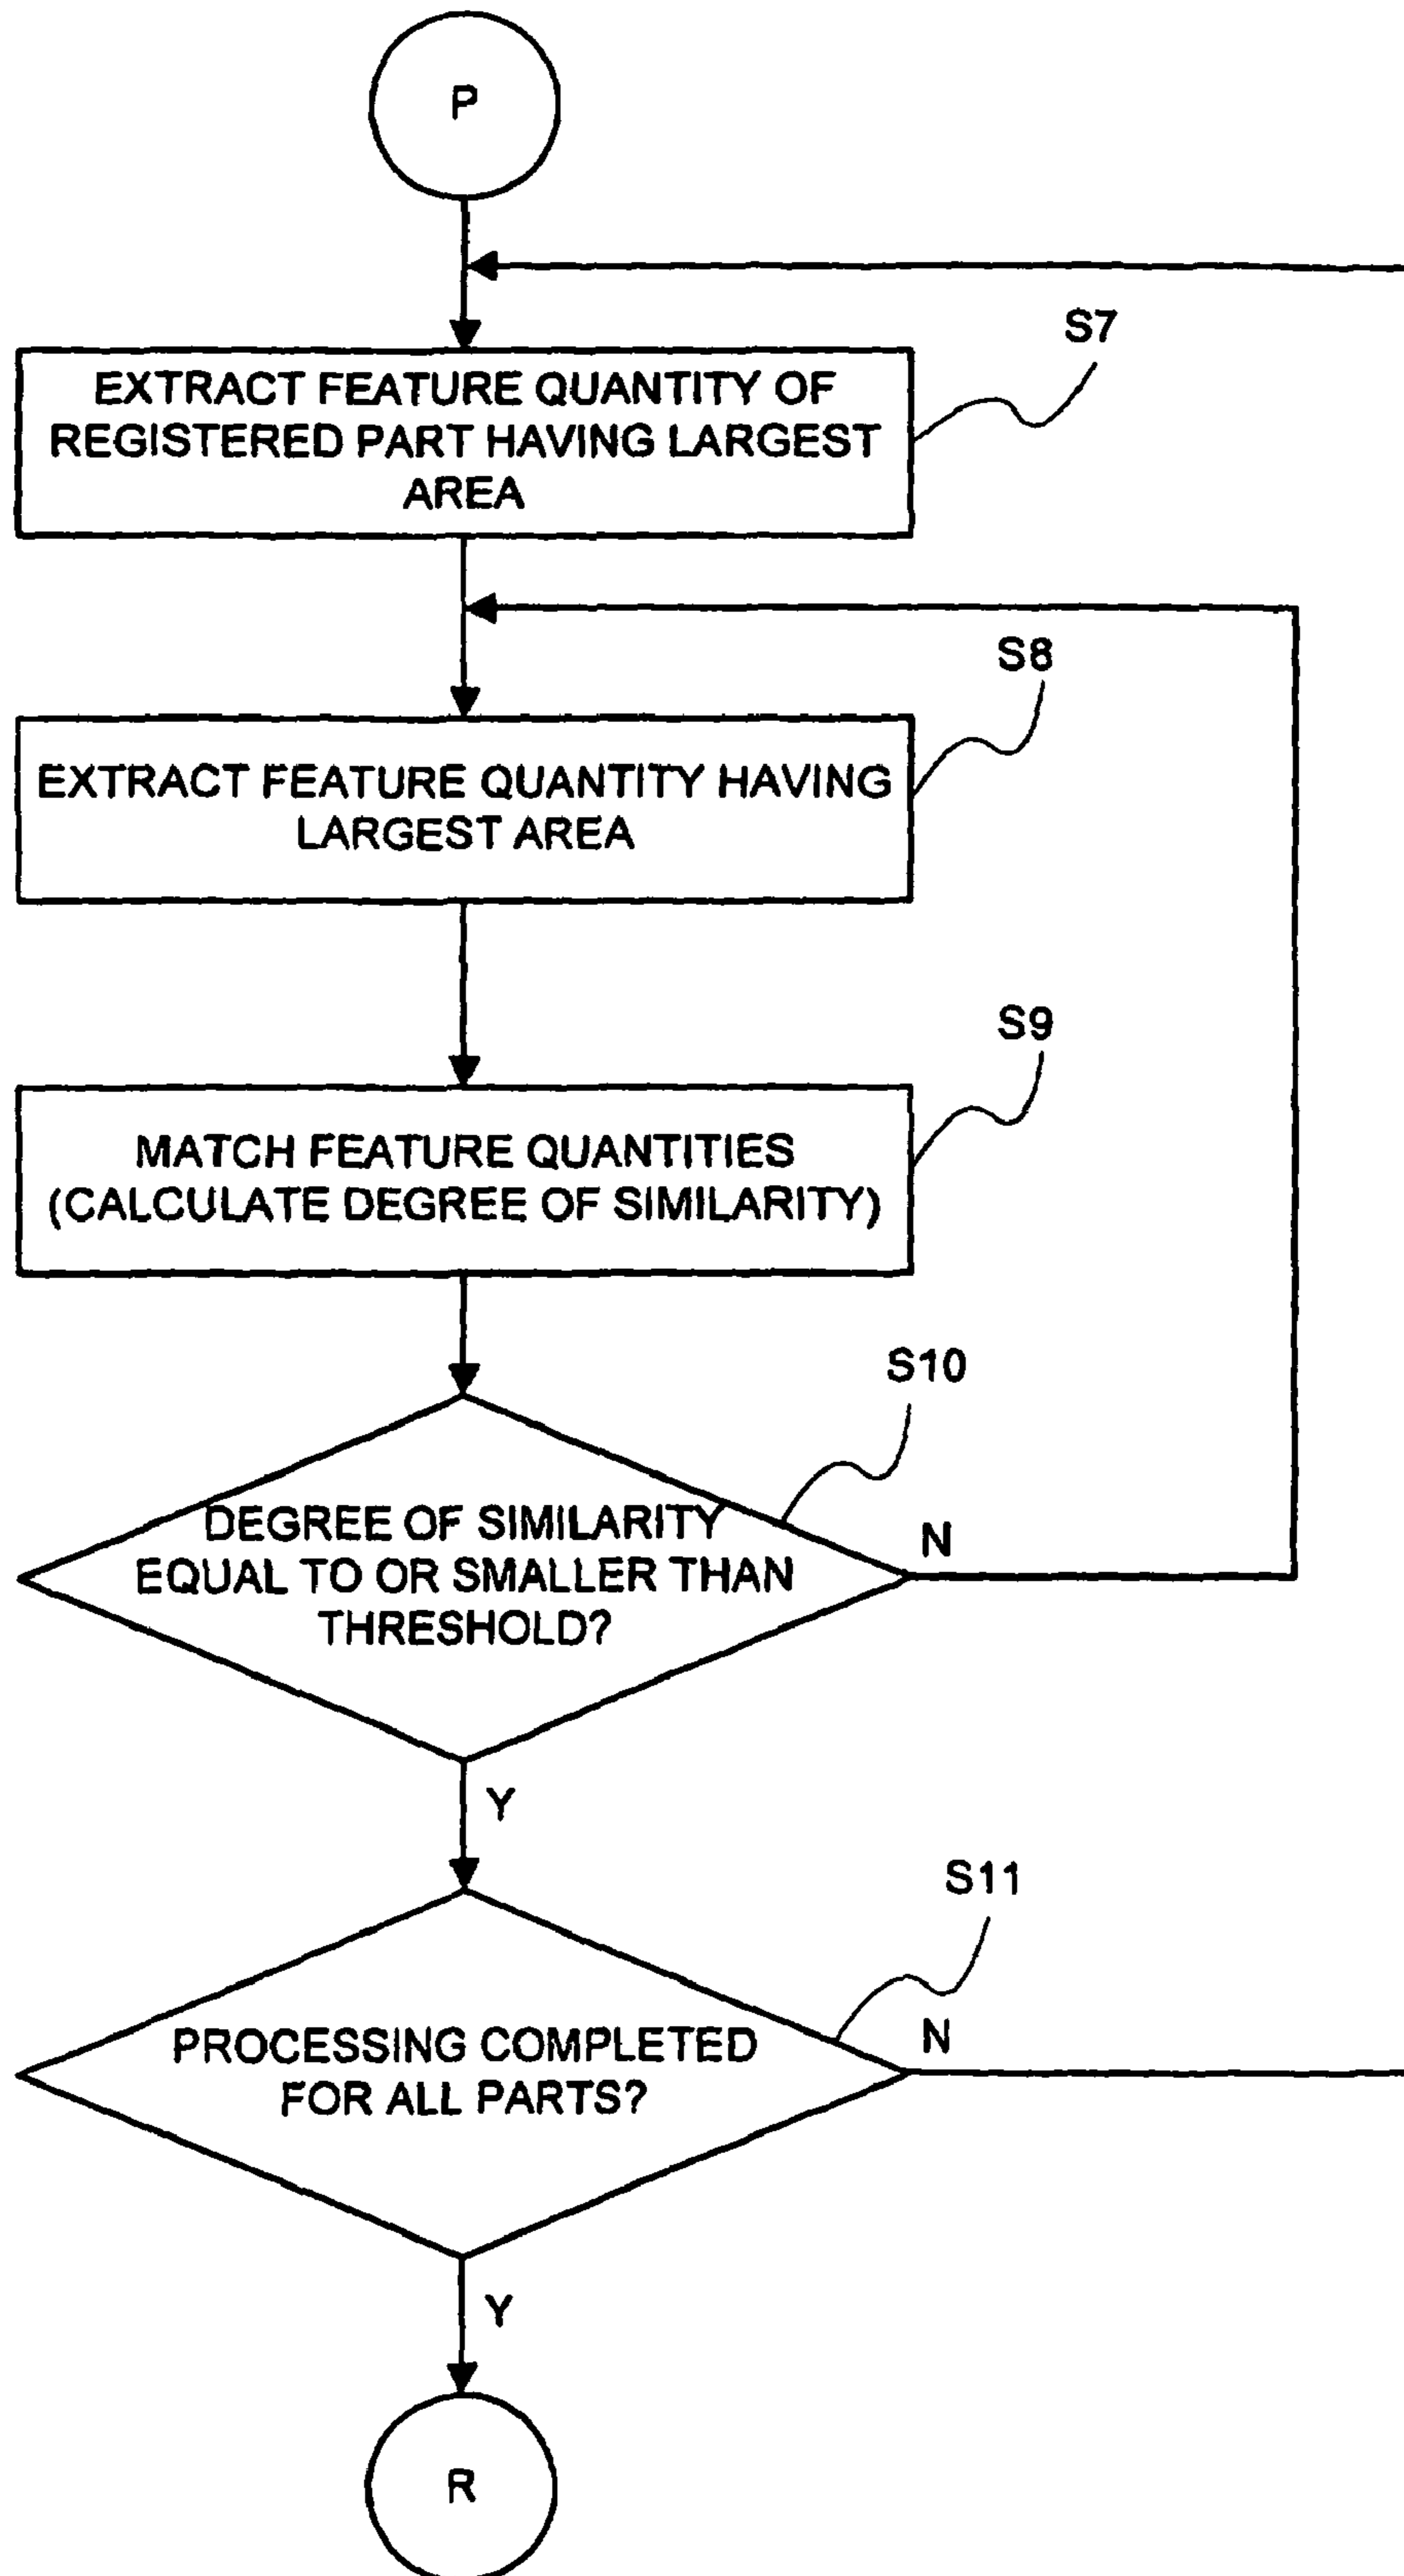 P
S7
EXTRACT FEATURE QUANTITY OF
REGISTERED PART HAVING LARGEST
AREA
S8
EXTRACT FEATURE QUANTITY HAVING
LARGEST AREA
S9
MATCH FEATURE QUANTITIES
(CALCULATE DEGREE OF SIMILARITY)
S10
DEGREE OF SIMILARITY
EQUAL TO OR SMALLER THAN
THRESHOLD?
N
Y
S11
PROCESSING COMPLETED
FOR ALL PARTS?
N
Y
R